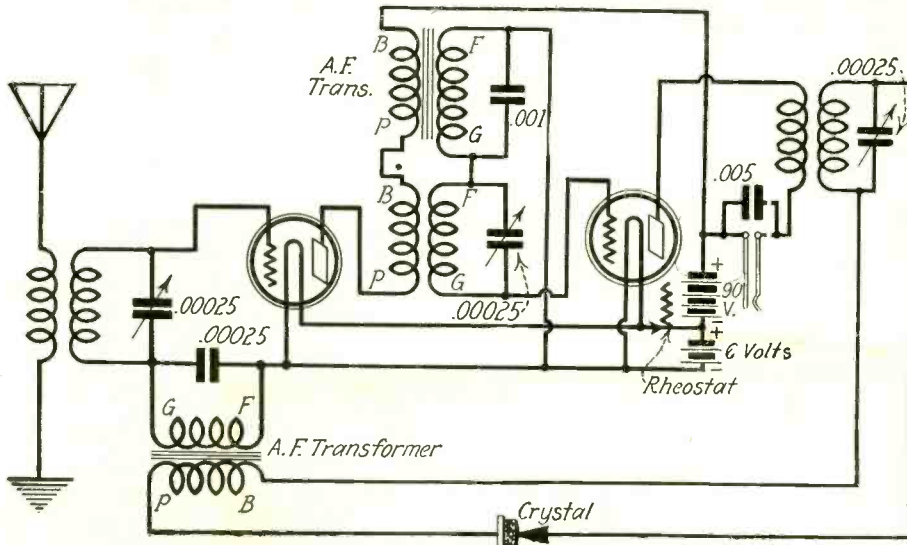 B
F
A.F.
Trans.
P
G
.001
.00025
B
F
P
G
.00025
.005
+
90
V.
−
+
6 Volts
−
Rheostat
.00025
.00025
G
F
A.F. Transformer
P
B
Crystal